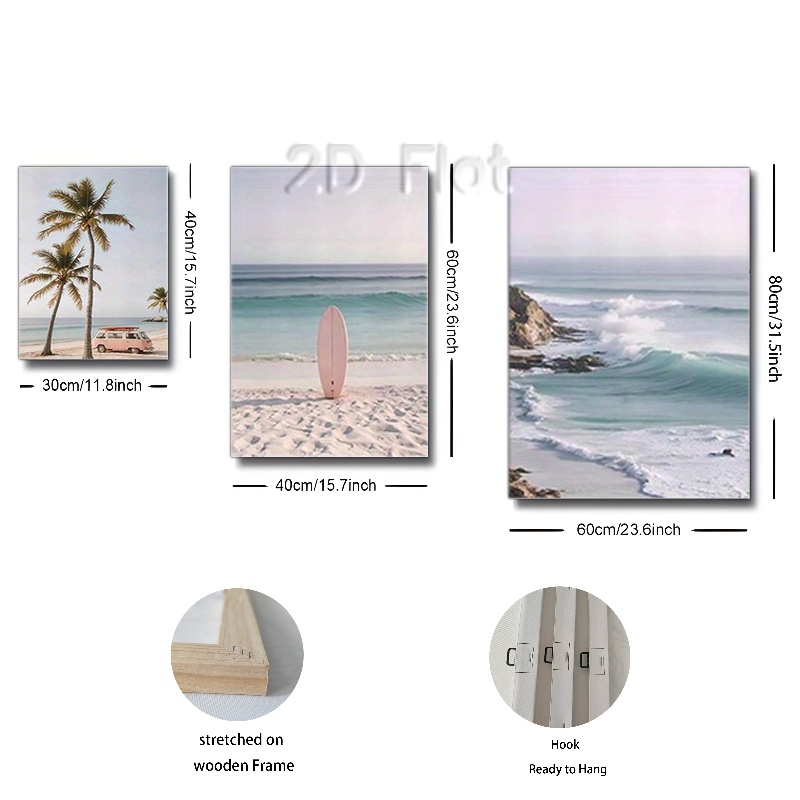 2D Flat
40cm/15.7inch
30cm/11.8inch
60cm/23.6inch
40cm/15.7inch
80cm/31.5inch
60cm/23.6inch
stretched on
wooden Frame
Hook
Ready to Hang